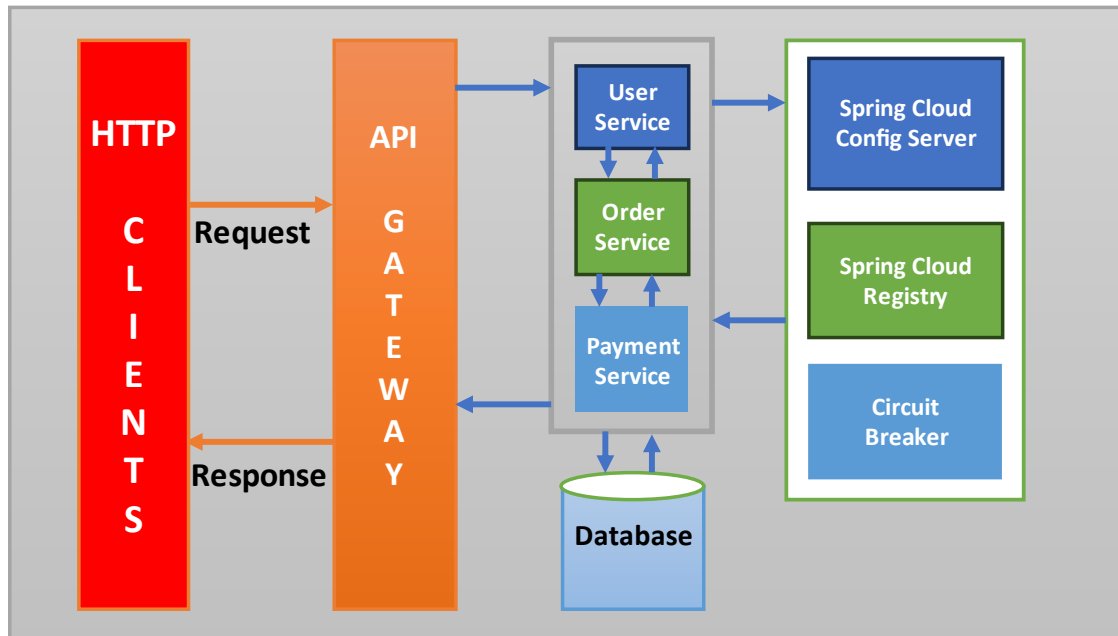 HTTP
C
L
I
E
N
T
S
Request
Response
API
G
A
T
E
W
A
Y
User
Service
Order
Service
Payment
Service
Database
Spring Cloud
Config Server
Spring Cloud
Registry
Circuit
Breaker